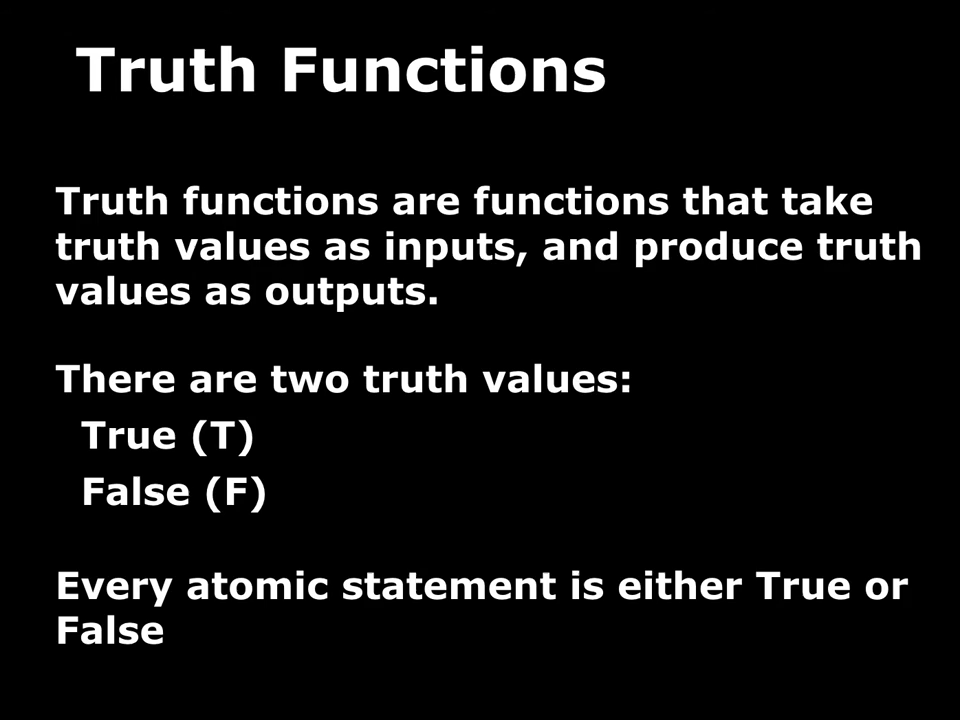 Truth Functions
Truth functions are functions that take
truth values as inputs, and produce truth
values as outputs.
There are two truth values:
True (T)
False (F)
Every atomic statement is either True or
False